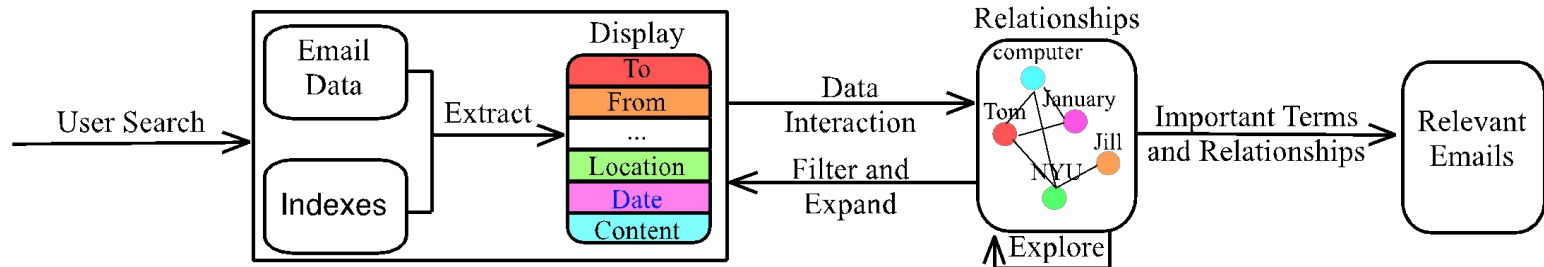 User Search
Email
Data
Indexes
Extract
Display
To
From
...
Location
Date
Content
Data
Interaction
Filter and
Expand
Relationships
computer
January
Tom
Jill
NYU
Explore
Important Terms
and Relationships
Relevant
Emails